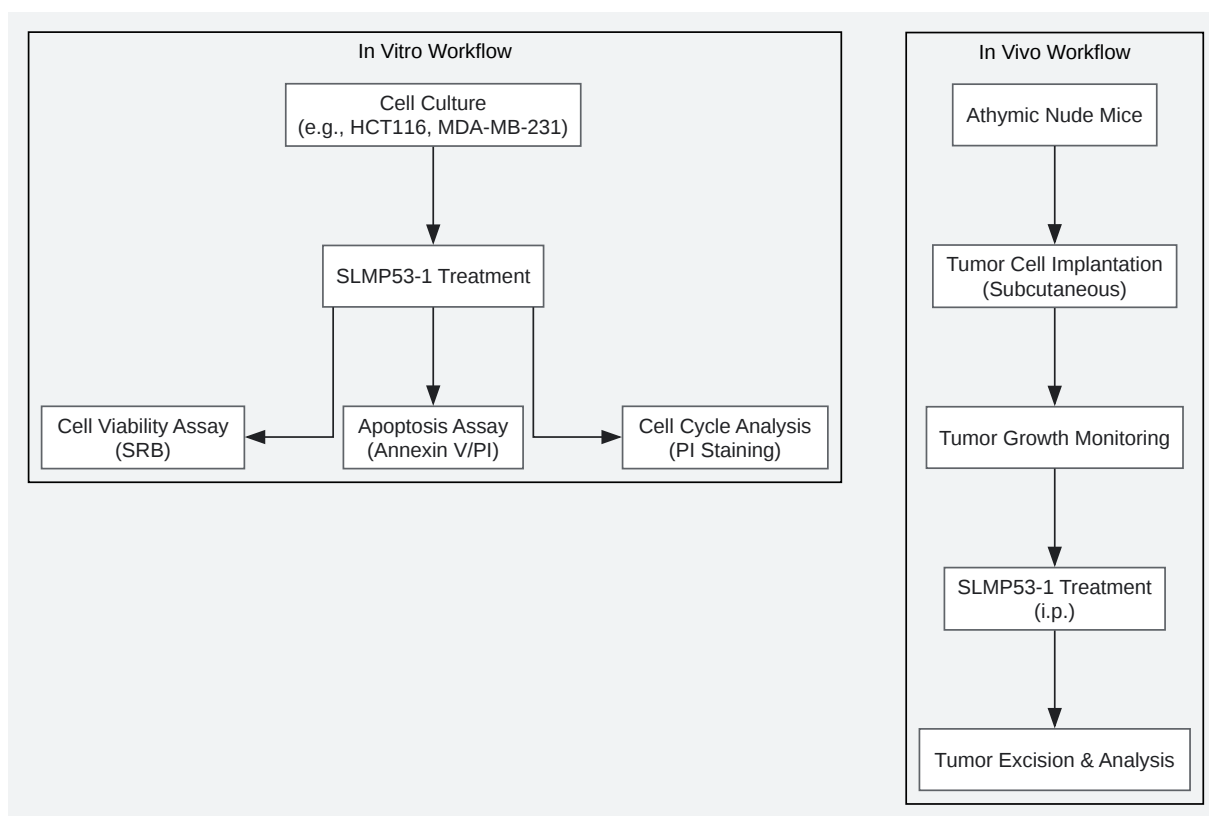 In Vitro Workflow
Cell Culture
(e.g., HCT116, MDA-MB-231)
SLMP53-1 Treatment
Cell Viability Assay
(SRB)
Apoptosis Assay
(Annexin V/PI)
Cell Cycle Analysis
(PI Staining)
In Vivo Workflow
Athymic Nude Mice
Tumor Cell Implantation
(Subcutaneous)
Tumor Growth Monitoring
SLMP53-1 Treatment
(i.p.)
Tumor Excision & Analysis